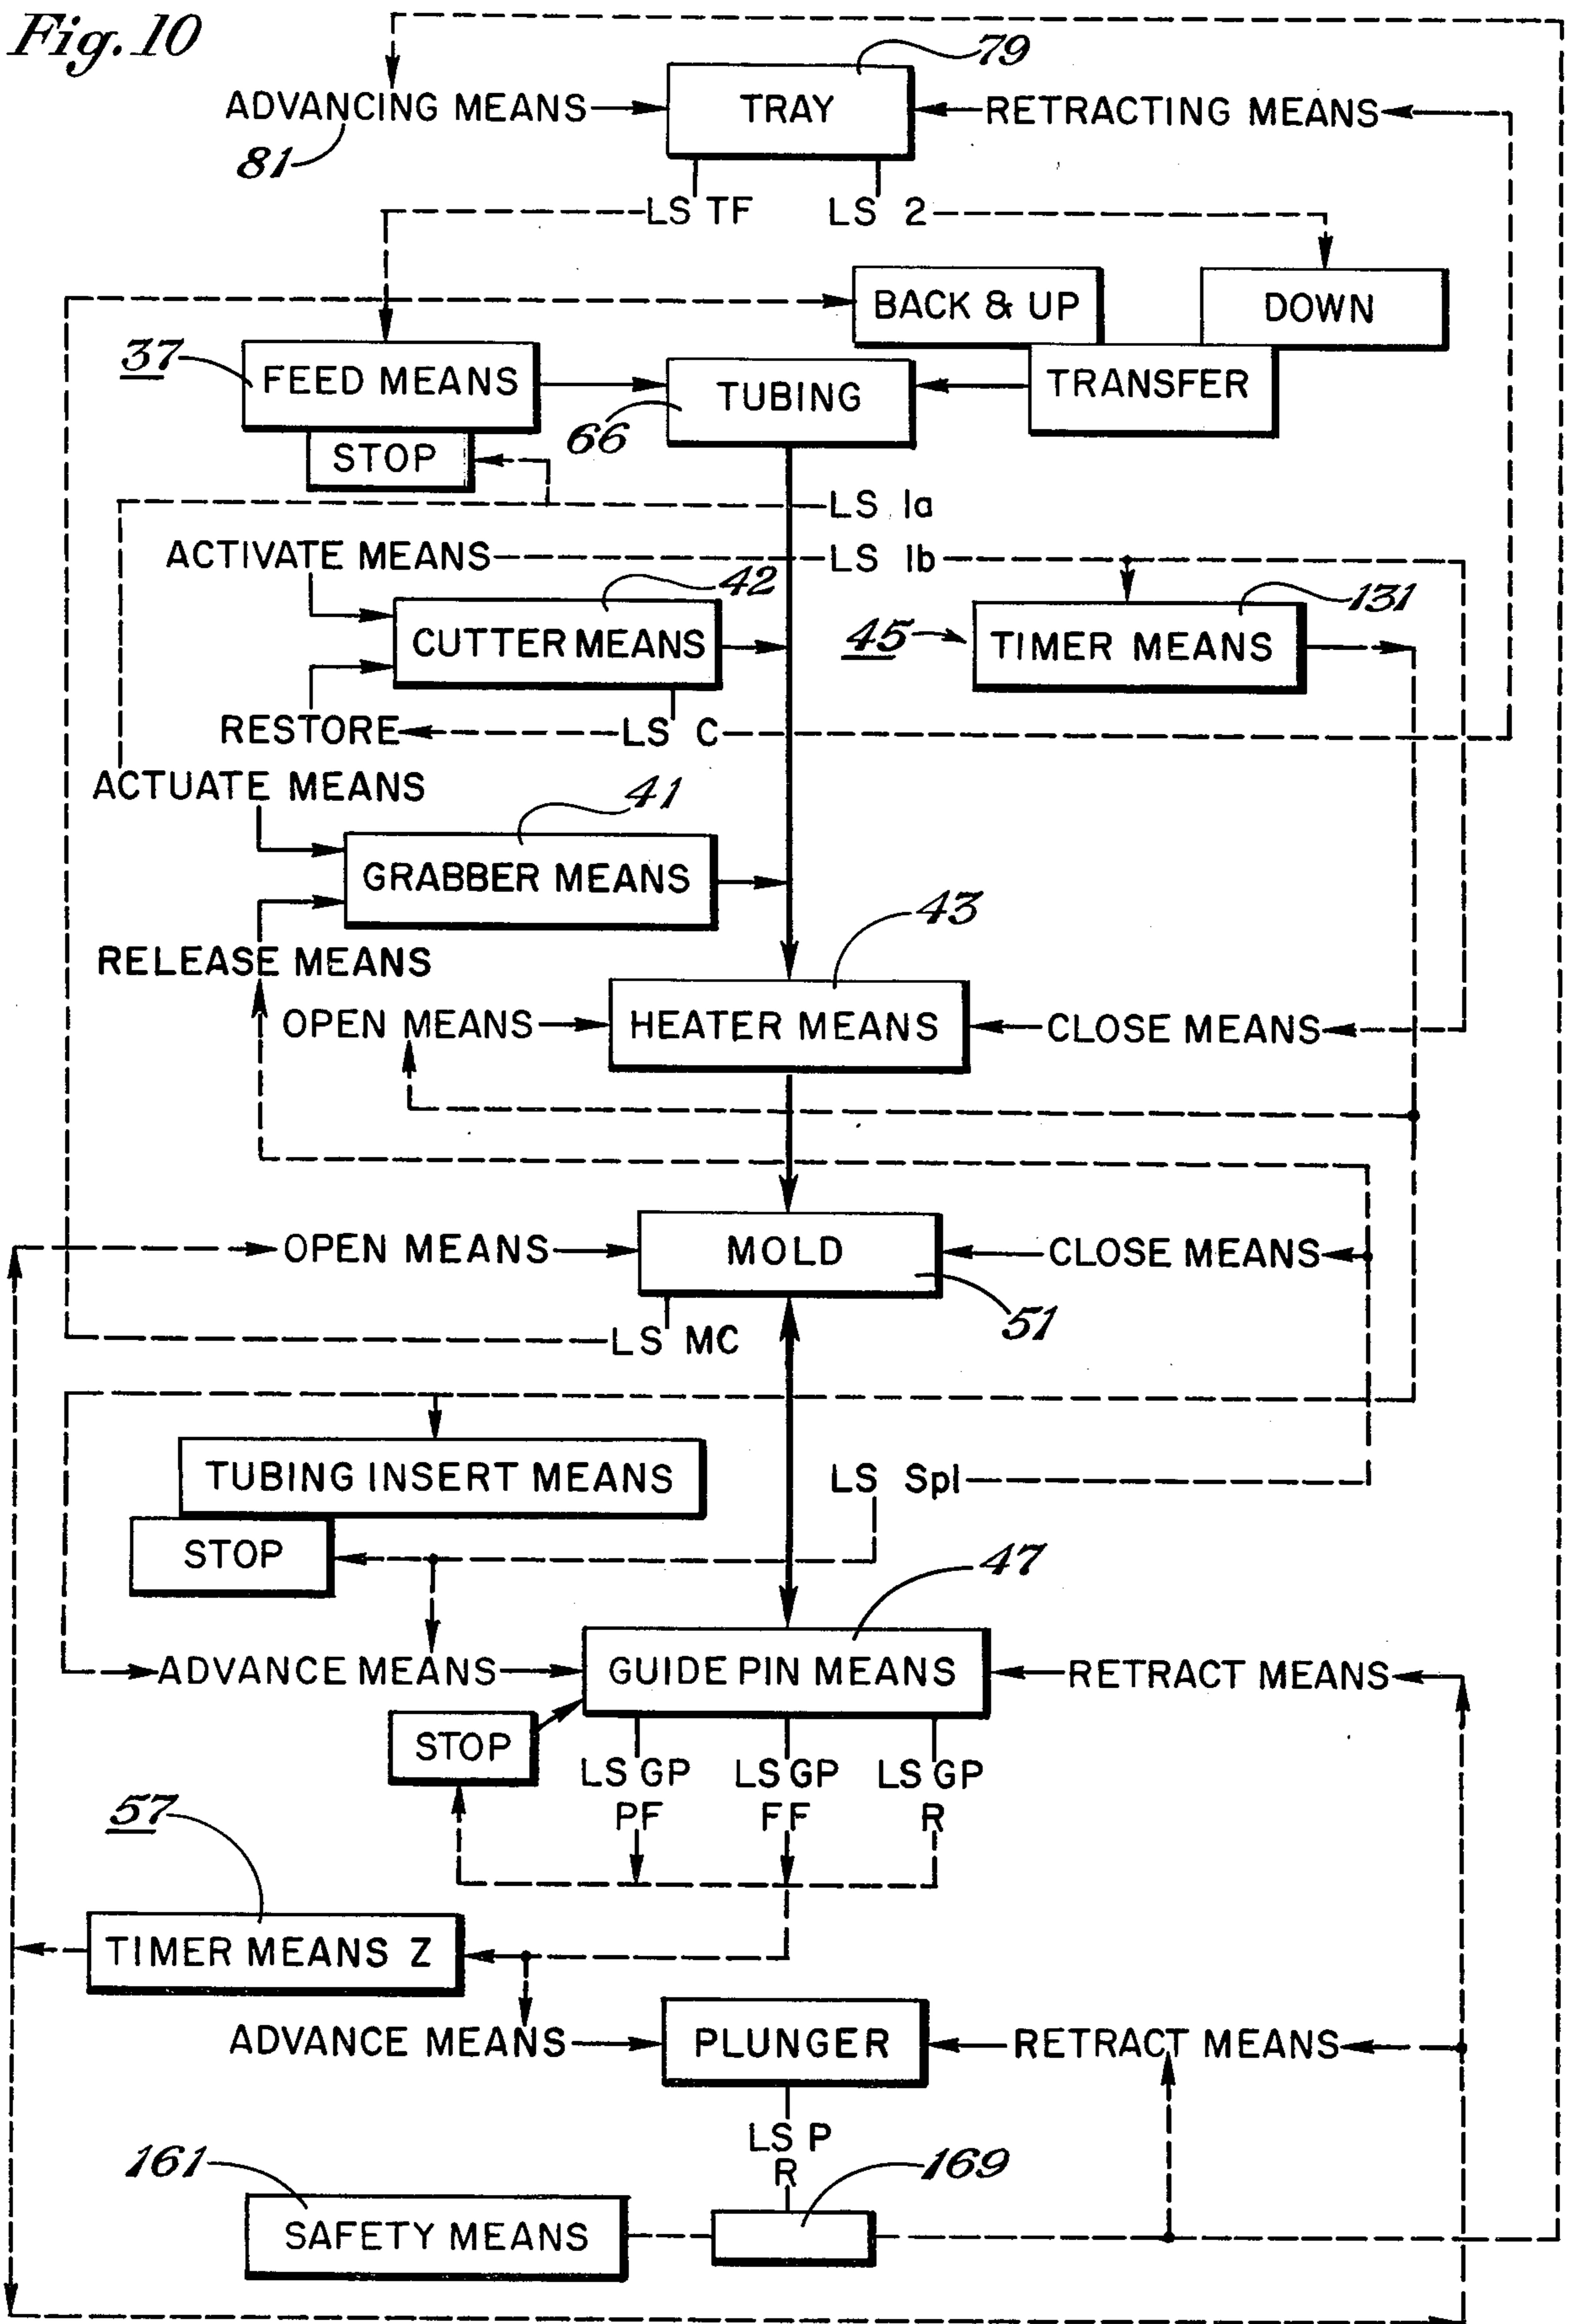 Fig. 10
79
ADVANCING MEANS
TRAY
RETRACTING MEANS
81
LS TF
LS 2
BACK & UP
DOWN
37
FEED MEANS
TUBING
TRANSFER
66
STOP
LS 1a
ACTIVATE MEANS
LS 1b
42
131
CUTTER MEANS
45
TIMER MEANS
RESTORE
LS C
ACTUATE MEANS
41
GRABBER MEANS
43
RELEASE MEANS
OPEN MEANS
HEATER MEANS
CLOSE MEANS
OPEN MEANS
MOLD
CLOSE MEANS
51
LS MC
TUBING INSERT MEANS
LS Spl
STOP
47
ADVANCE MEANS
GUIDE PIN MEANS
RETRACT MEANS
STOP
LS GP
PF
LS GP
FF
LS GP
R
57
TIMER MEANS Z
ADVANCE MEANS
PLUNGER
RETRACT MEANS
LS P
R
161
169
SAFETY MEANS